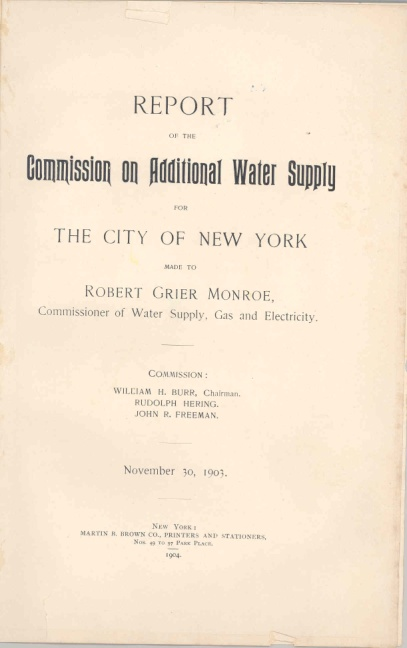 REPORT
OF THE
Commission on Additional Water Supply
FOR
THE CITY OF NEW YORK
MADE TO
ROBERT GRIER MONROE,
Commissioner of Water Supply, Gas and Electricity.
COMMISSION:
WILLIAM H. BURR, Chairman.
RUDOLPH HERING.
JOHN R. FREEMAN.
November 30, 1903.
NEW YORK:
MARTIN B. BROWN CO., PRINTERS AND STATIONERS,
Nos. 49 to 57 Park Place.
1904.